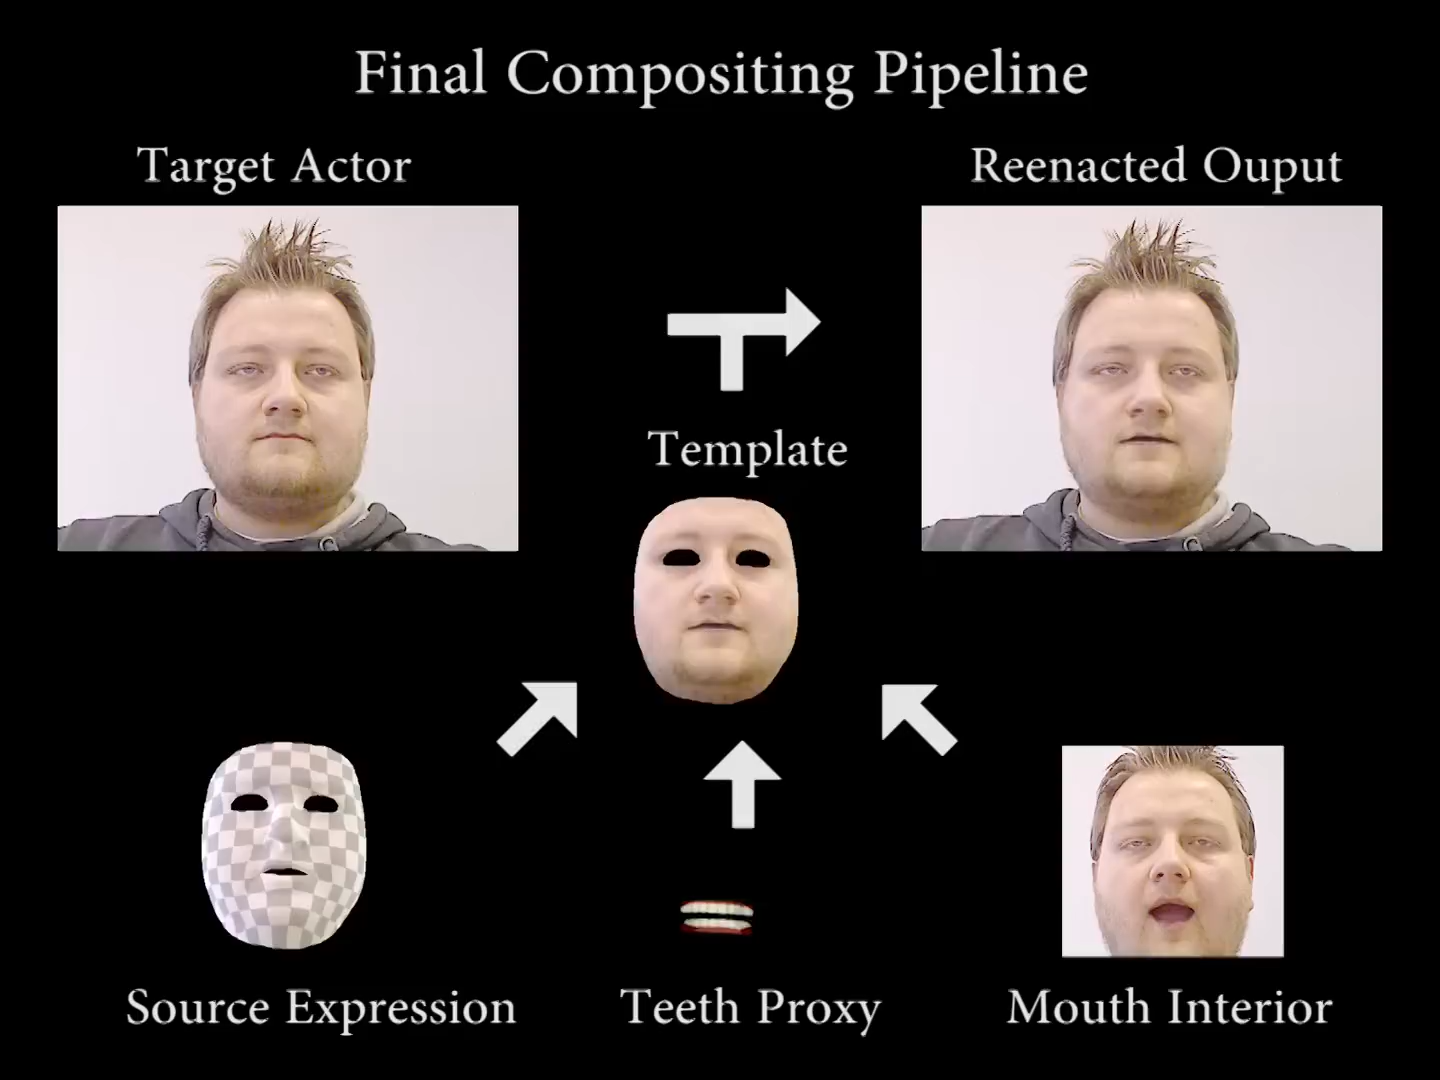 Final Compositing Pipeline
Target Actor
Reenacted Ouput
Template
Source Expression
Teeth Proxy
Mouth Interior